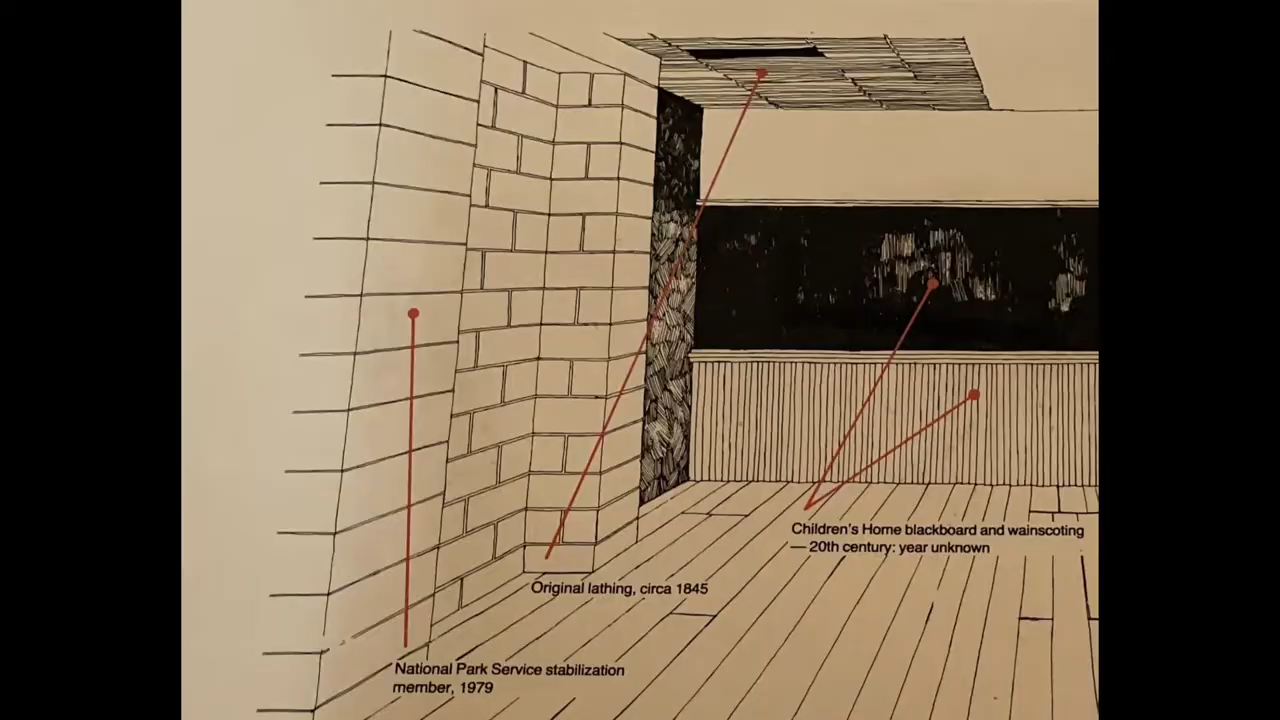 Children's Home blackboard and wainscoting
— 20th century: year unknown
Original lathing, circa 1845
National Park Service stabilization
member, 1979